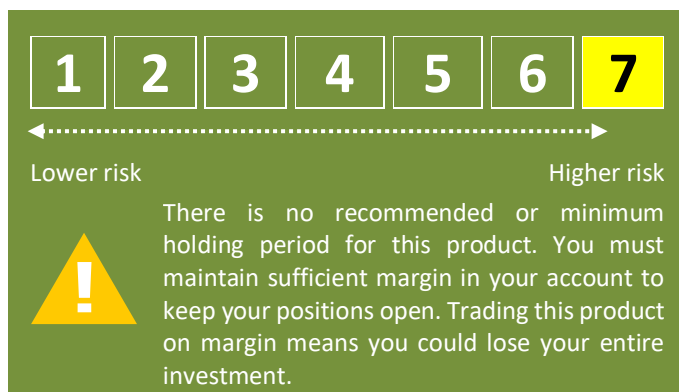 1 2 3 4 5 6 7
Lower risk Higher risk
There is no recommended or minimum
holding period for this product. You must
maintain sufficient margin in your account to
keep your positions open. Trading this product
on margin means you could lose your entire
investment.
!